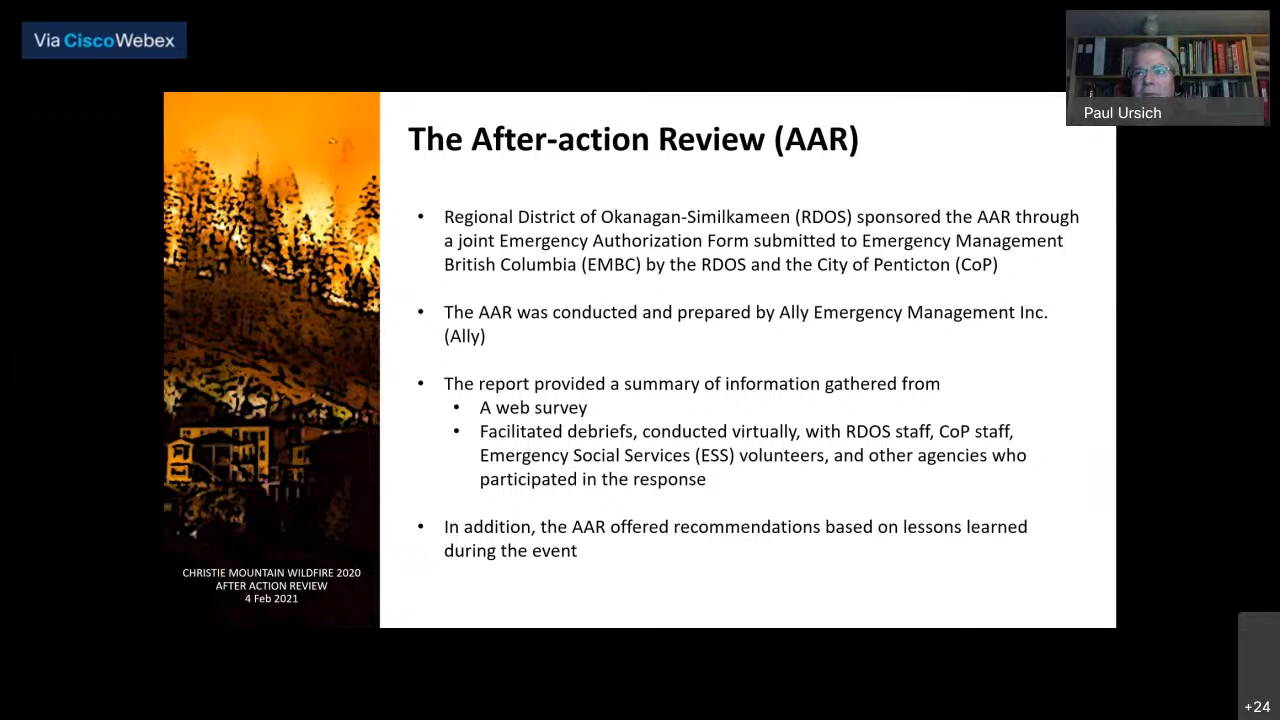 Via Cisco Webex
Paul Ursich
The After-action Review (AAR)
• Regional District of Okanagan-Similkameen (RDOS) sponsored the AAR through
a joint Emergency Authorization Form submitted to Emergency Management
British Columbia (EMBC) by the RDOS and the City of Penticton (CoP)
• The AAR was conducted and prepared by Ally Emergency Management Inc.
(Ally)
• The report provided a summary of information gathered from
• A web survey
• Facilitated debriefs, conducted virtually, with RDOS staff, CoP staff,
Emergency Social Services (ESS) volunteers, and other agencies who
participated in the response
• In addition, the AAR offered recommendations based on lessons learned
during the event
CHRISTIE MOUNTAIN WILDFIRE 2020
AFTER ACTION REVIEW
4 Feb 2021
+24